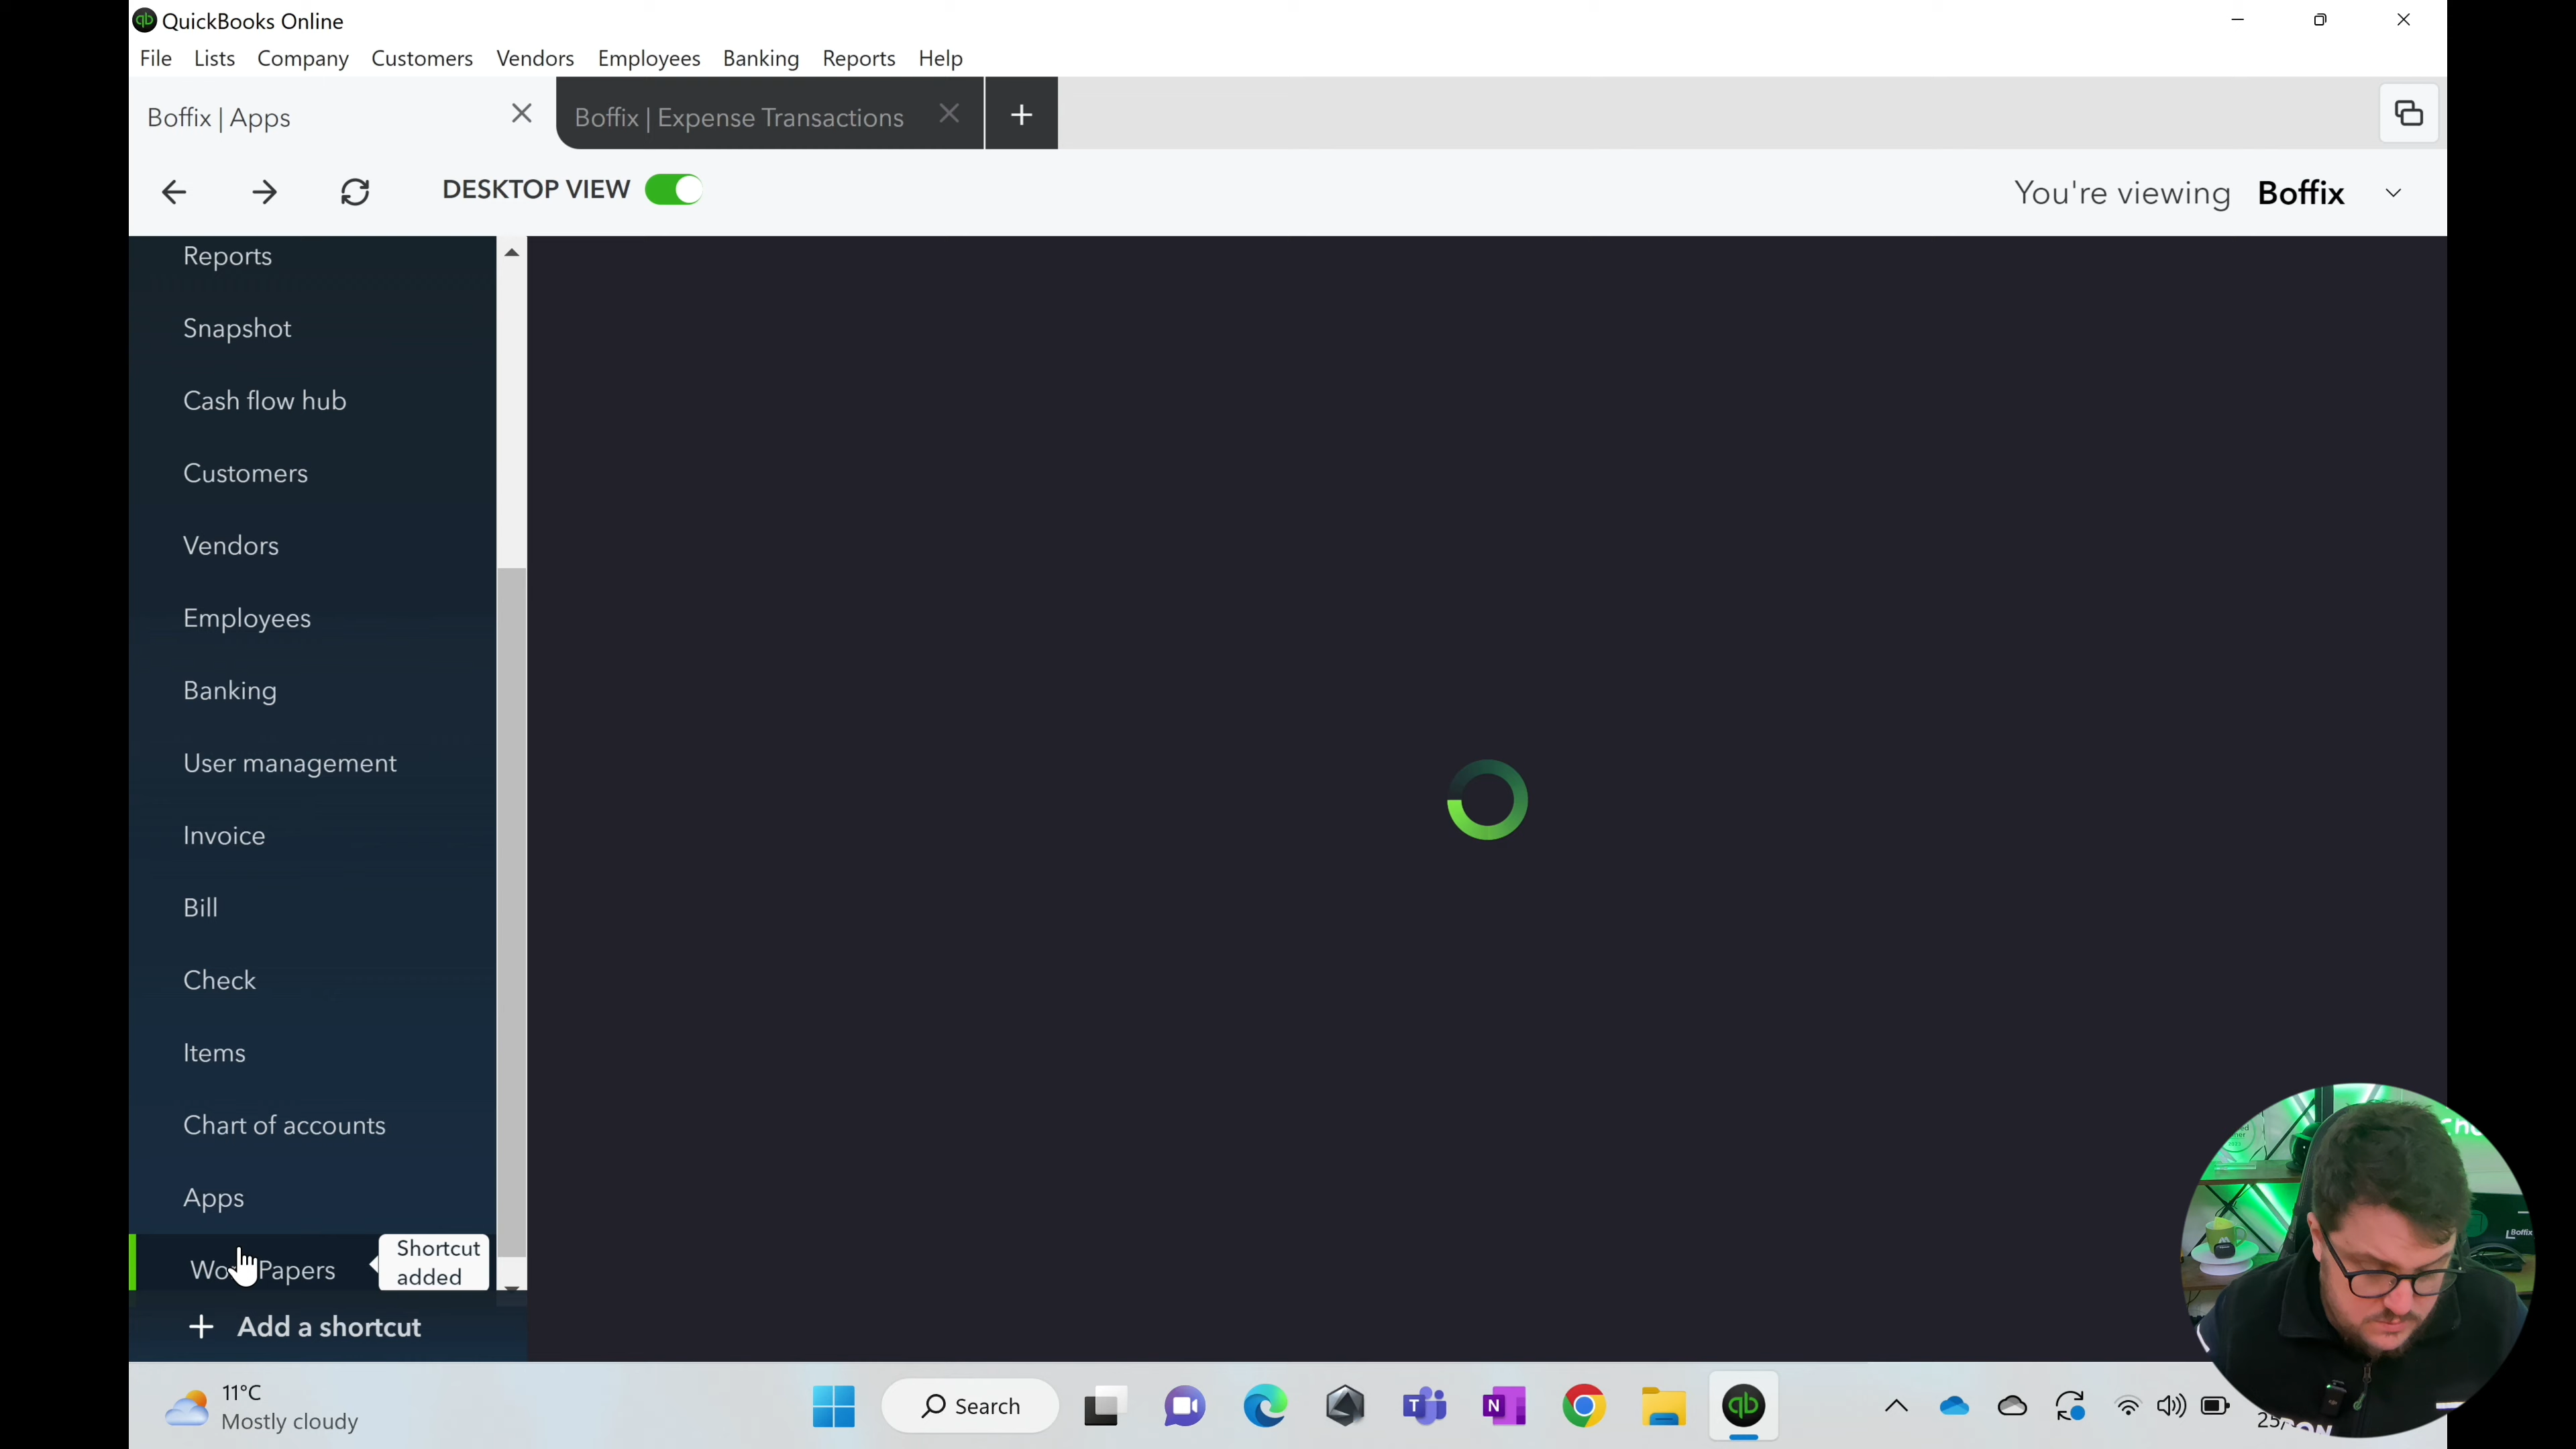 QuickBooks Online
File Lists Company Customers Vendors Employees Banking Reports Help
Boffix | Apps
Boffix | Expense Transactions
DESKTOP VIEW
You're viewing Boffix
Reports
Snapshot
Cash flow hub
Customers
Vendors
Employees
Banking
User management
Invoice
Bill
Check
Items
Chart of accounts
Apps
Papers
Shortcut
added
+ Add a shortcut
11°C
Mostly cloudy
Search
Boffix